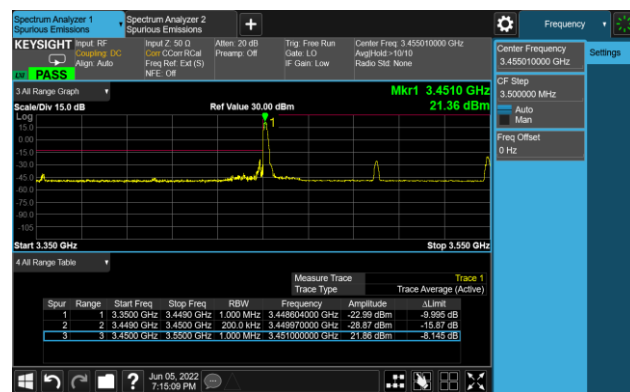 Spectrum Analyzer 1
Spurious Emissions
Spectrum Analyzer 2
Spurious Emissions
Frequency
KEYSIGHT
Input: RF
Coupling: DC
Align: Auto
Input Z: 50 Ω
Corr CCorr RCal
Freq Ref: Ext (S)
NFE: Off
Atten: 20 dB
Preamp: Off
Trig: Free Run
Gate: LO
IF Gain: Low
Center Freq: 3.455010000 GHz
Avg|Hold:>10/10
Radio Std: None
PASS
Center Frequency
3.455010000 GHz
Settings
CF Step
3.500000 MHz
Auto
Man
Freq Offset
0 Hz
3 All Range Graph
Mkr1 3.4510 GHz
21.36 dBm
Scale/Div 15.0 dB
Ref Value 30.00 dBm
Log
1
15.0
0.00
-15.0
-30.0
-45.0
-60.0
-75.0
-90.0
-105
Start 3.350 GHz
Stop 3.550 GHz
4 All Range Table
Measure Trace Trace 1
Trace Type Trace Average (Active)
Spur Range Start Freq Stop Freq RBW Frequency Amplitude ΔLimit
1 1 3.3500 GHz 3.4490 GHz 1.000 MHz 3.448604000 GHz -22.99 dBm -9.995 dB
2 2 3.4490 GHz 3.4500 GHz 200.0 kHz 3.449970000 GHz -28.87 dBm -15.87 dB
3 3 3.4500 GHz 3.5500 GHz 1.000 MHz 3.451000000 GHz 21.86 dBm -8.145 dB
Jun 05, 2022
7:15:09 PM